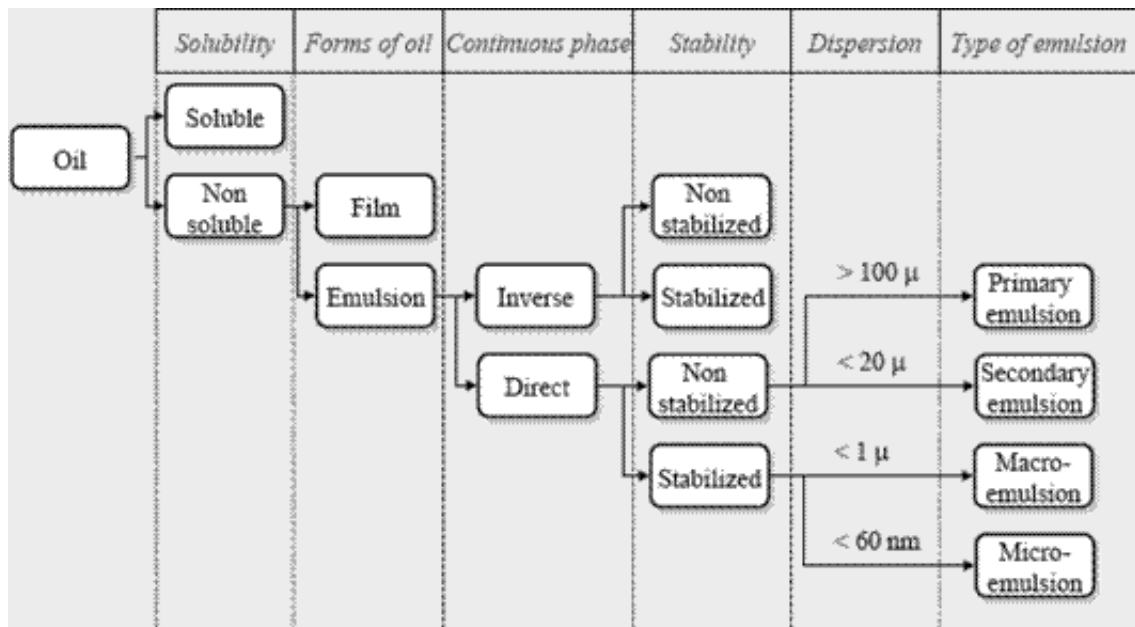 Solubility
Forms of oil
Continuous phase
Stability
Dispersion
Type of emulsion
Oil
Soluble
Non
soluble
Film
Emulsion
Inverse
Direct
Non
stabilized
Stabilized
Non
stabilized
Stabilized
> 100 μ
< 20 μ
< 1 μ
< 60 nm
Primary
emulsion
Secondary
emulsion
Macro-
emulsion
Micro-
emulsion